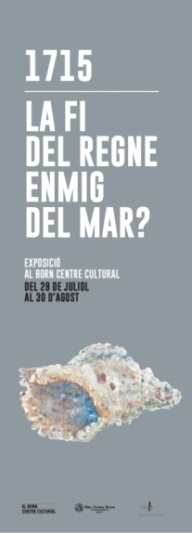 1715
LA FI
DEL REGNE
ENMIG
DEL MAR?
EXPOSICIÓ
AL BORN CENTRE CULTURAL
DEL 28 DE JULIOL
AL 30 D'AGOST
EL BORN
CENTRE CULTURAL